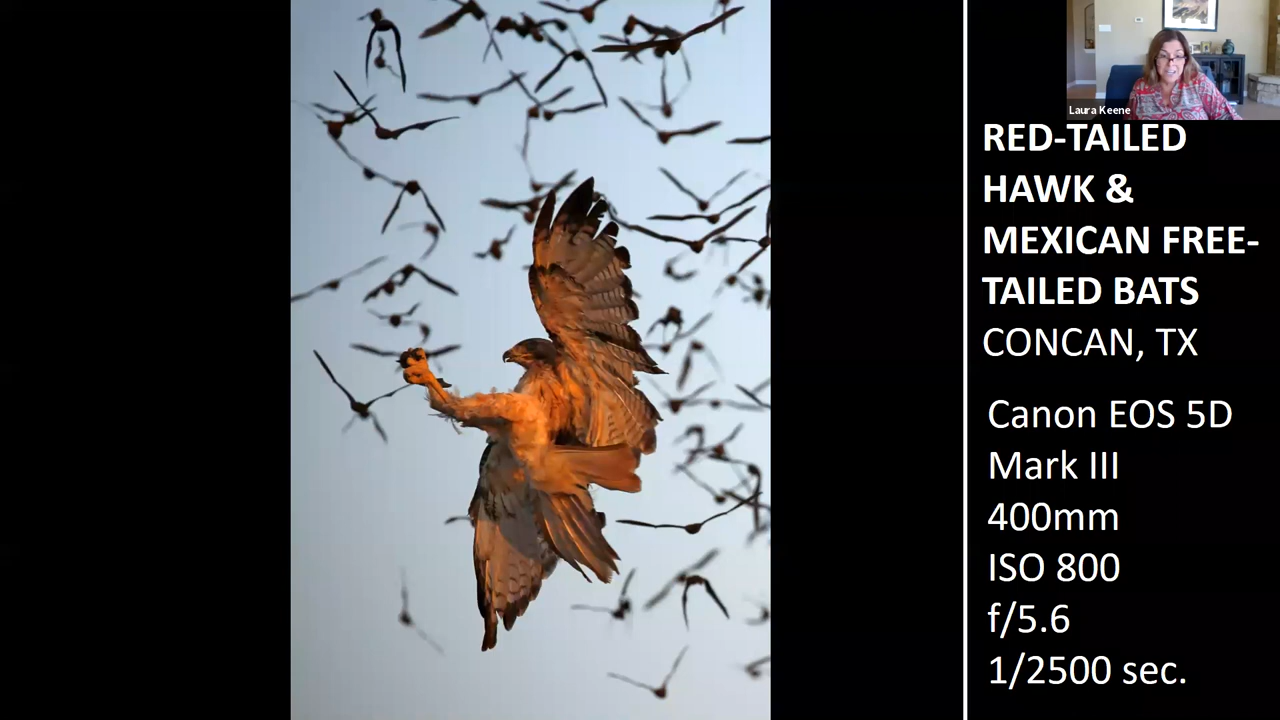 Laura Keene
RED-TAILED
HAWK &
MEXICAN FREE-
TAILED BATS
CONCAN, TX
Canon EOS 5D
Mark III
400mm
ISO 800
f/5.6
1/2500 sec.